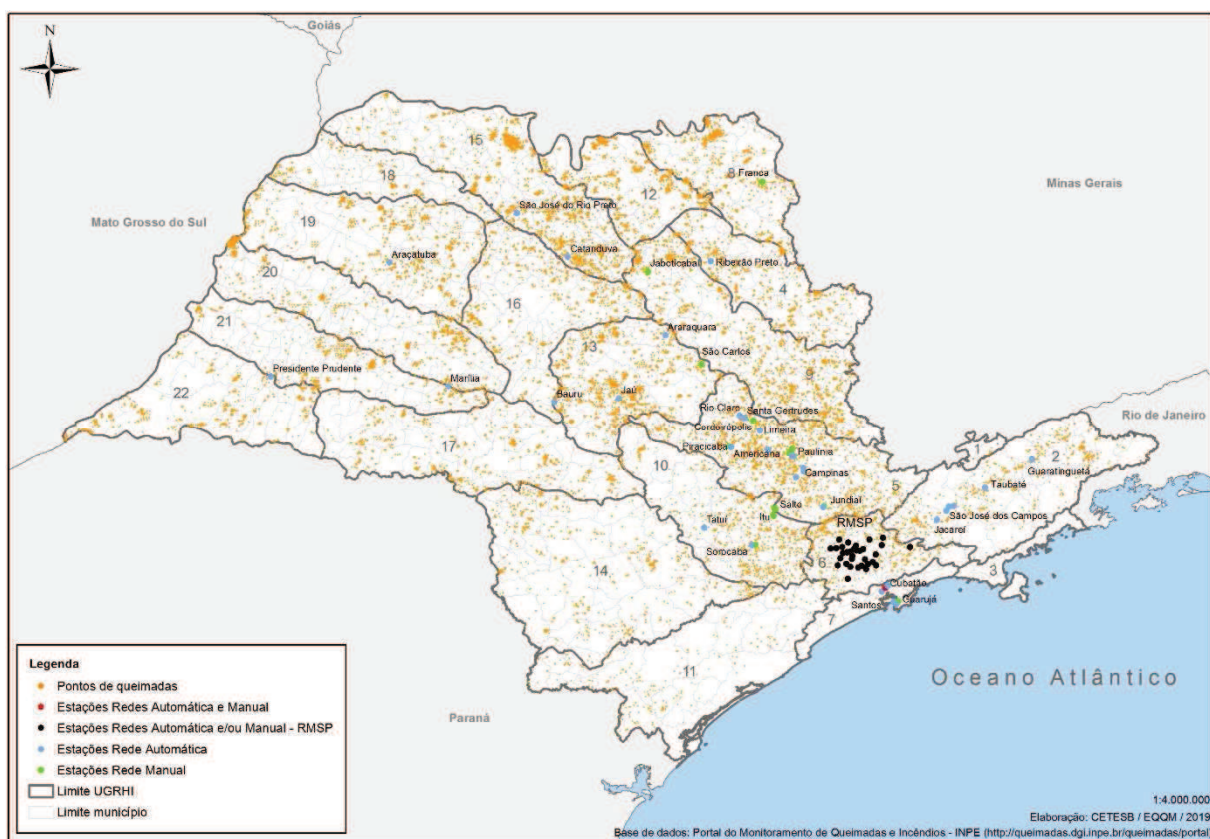 Goiás
N
15
18
8
Franca
12
Minas Gerais
Mato Grosso do Sul
São José do Rio Preto
19
Araçatuba
Catanduva
Jaboticabal
Ribeirão Preto
20
4
16
21
Araraquara
13
São Carlos
Presidente Prudente
Marília
9
22
Bauru
Jaú
Rio Claro
Santa Gertrudes
Rio de Janeiro
Cordeirópolis
Limeira
17
Piracicaba
Americana
Paulínia
1
2
10
Campinas
Guaratinguetá
5
Taubaté
Salto
Jundiaí
Itu
São José dos Campos
Tatuí
RMSP
Jacareí
Sorocaba
6
14
3
Cubatão
Santos
Guarujá
7
11
Oceano Atlântico
Paraná
Legenda
Pontos de queimadas
Estações Redes Automática e Manual
Estações Redes Automática e/ou Manual - RMSP
Estações Rede Automática
Estações Rede Manual
Limite UGRHI
Limite município
1:4.000.000
Elaboração: CETESB / EQQM / 2019
Base de dados: Portal do Monitoramento de Queimadas e Incêndios - INPE (http://queimadas.dgi.inpe.br/queimadas/portal